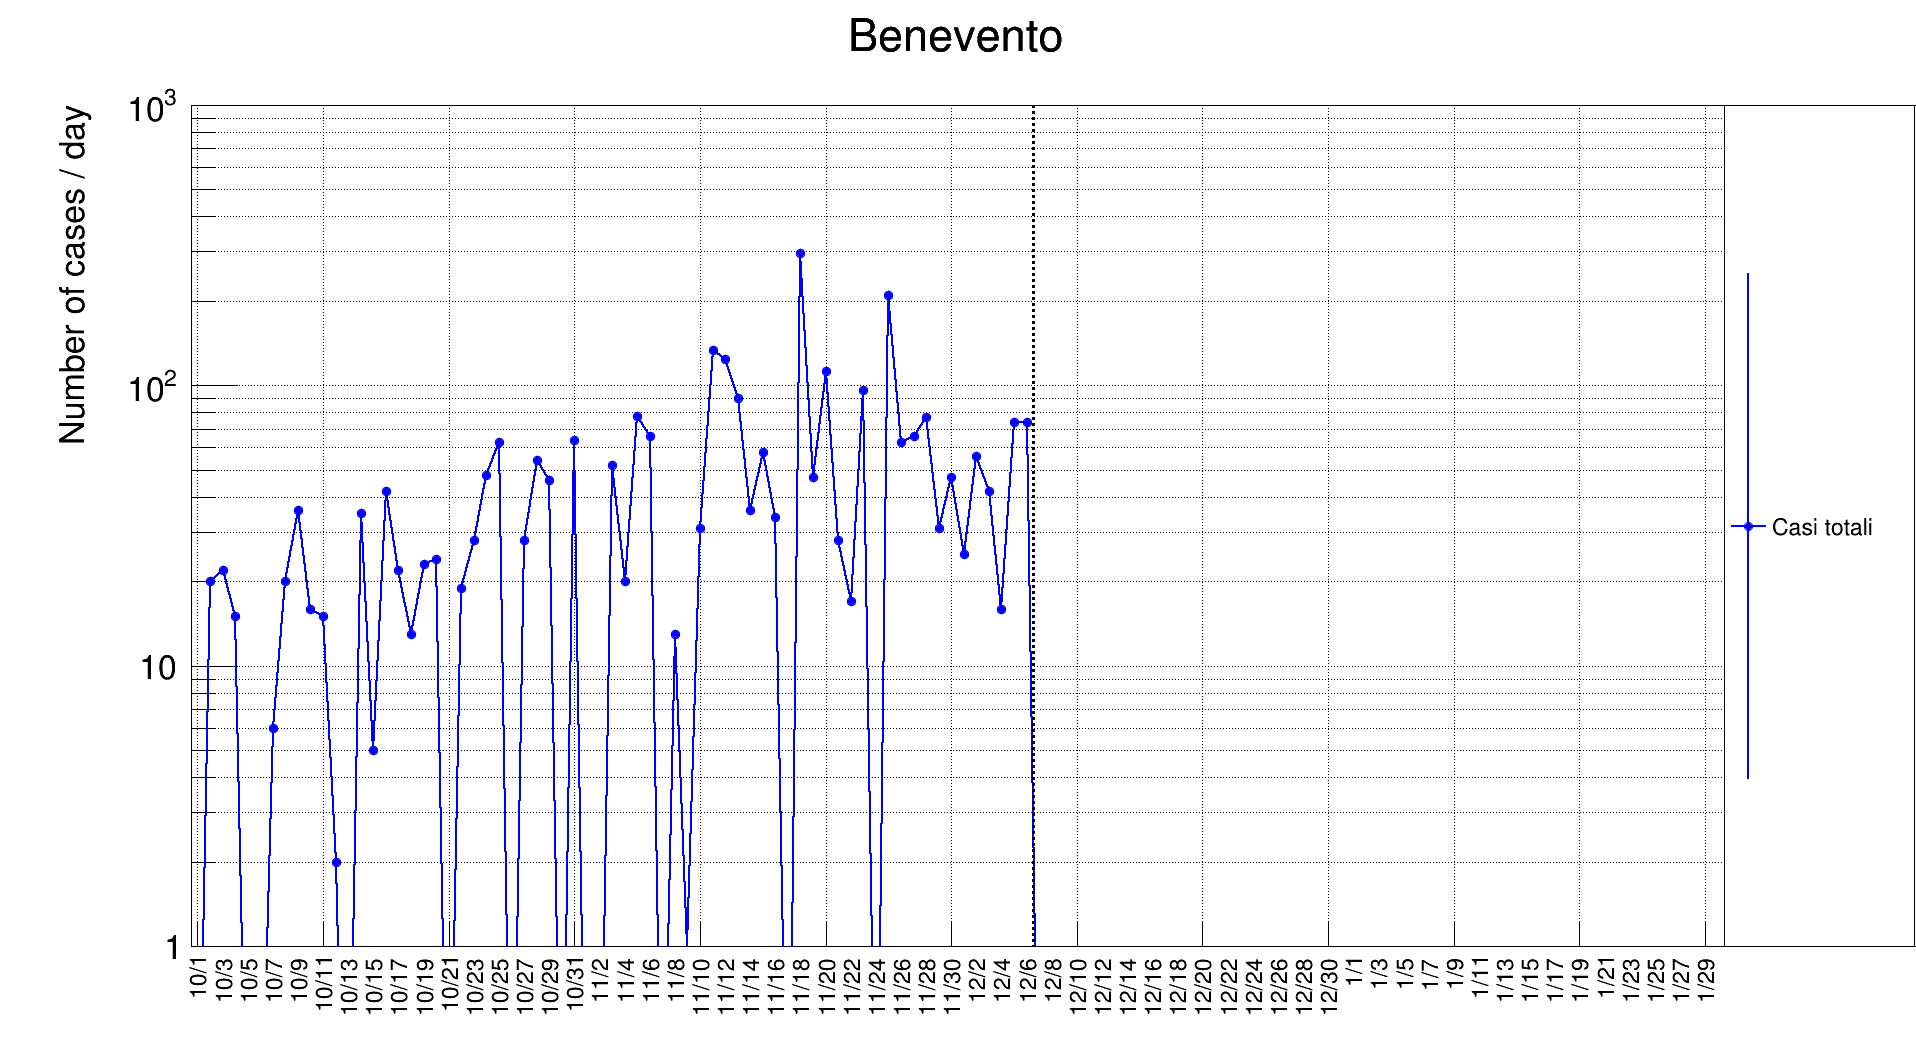 Benevento
Number of cases / day
10³
10²
10
1
10/1 10/3 10/5 10/7 10/9 10/11 10/13 10/15 10/17 10/19 10/21 10/23 10/25 10/27 10/29 10/31 11/2 11/4 11/6 11/8 11/10 11/12 11/14 11/16 11/18 11/20 11/22 11/24 11/26 11/28 11/30 12/2 12/4 12/6 12/8 12/10 12/12 12/14 12/16 12/18 12/20 12/22 12/24 12/26 12/28 12/30 1/1 1/3 1/5 1/7 1/9 1/11 1/13 1/15 1/17 1/19 1/21 1/23 1/25 1/27 1/29
Casi totali